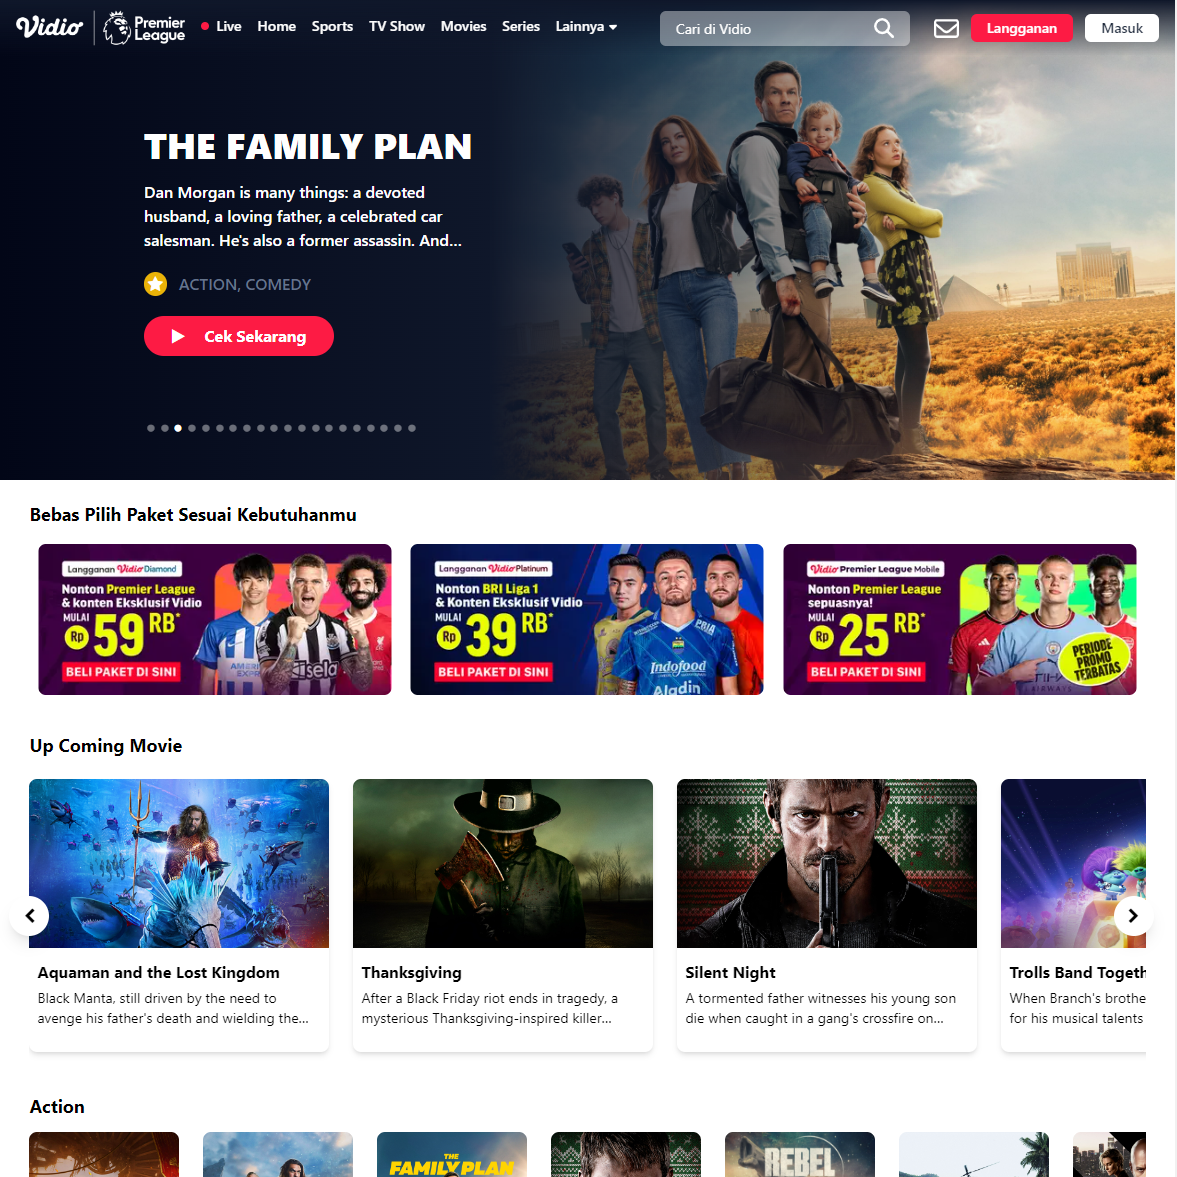 Vidio
Premier
League
Live
Home
Sports
TV Show
Movies
Series
Lainnya
Cari di Vidio
Langganan
Masuk
THE FAMILY PLAN
Dan Morgan is many things: a devoted
husband, a loving father, a celebrated car
salesman. He's also a former assassin. And...
ACTION, COMEDY
Cek Sekarang
Bebas Pilih Paket Sesuai Kebutuhanmu
Langganan Vidio Diamond
Nonton Premier League
& konten Eksklusif Vidio
MULAI
Rp 59 RB*
BELI PAKET DI SINI
sela
Langganan Vidio Platinum
Nonton BRI Liga 1
& Konten Eksklusif Vidio
MULAI
Rp 39 RB*
BELI PAKET DI SINI
PRIA
Indofood
Aladin
Vidio Premier League Mobile
Nonton Premier League
sepuasnya!
MULAI
Rp 25 RB*
BELI PAKET DI SINI
PERIODE
PROMO
TERBATAS
Up Coming Movie
Aquaman and the Lost Kingdom
Black Manta, still driven by the need to
avenge his father's death and wielding the...
Thanksgiving
After a Black Friday riot ends in tragedy, a
mysterious Thanksgiving-inspired killer...
Silent Night
A tormented father witnesses his young son
die when caught in a gang's crossfire on...
Trolls Band Togeth
When Branch's brothe
for his musical talents
Action
THE
FAMILY PLAN
REBEL